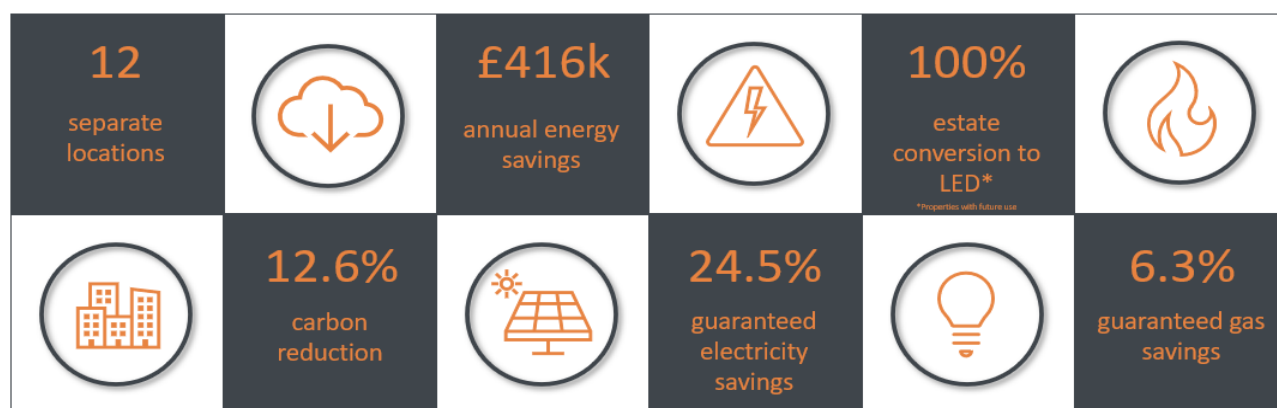 12
separate
locations
£416k
annual energy
savings
100%
estate
conversion to
LED*
*Properties with future use
12.6%
carbon
reduction
24.5%
guaranteed
electricity
savings
6.3%
guaranteed gas
savings